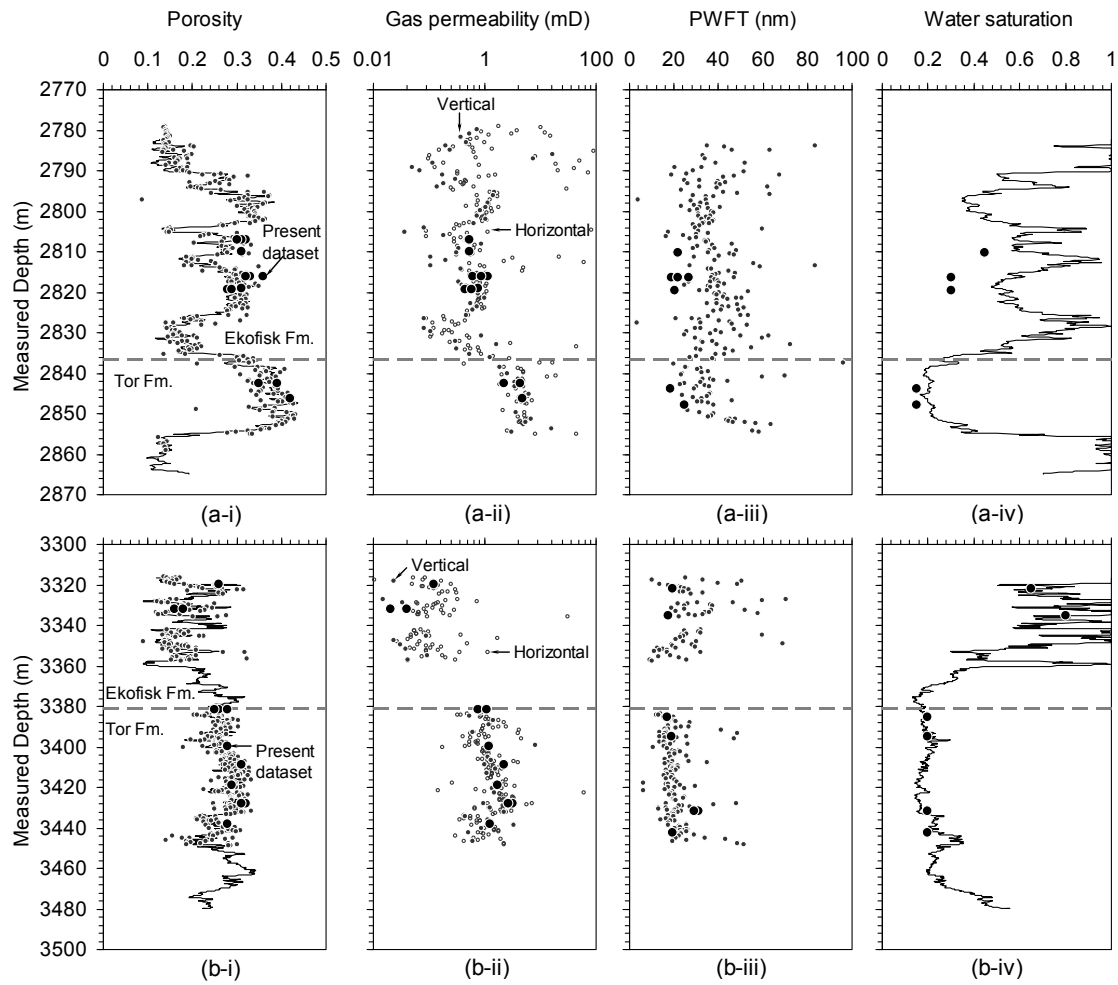 Porosity Gas permeability (mD) PWFT (nm) Water saturation
0 0.1 0.2 0.3 0.4 0.5 0.01 1 100 0 20 40 60 80 100 0 0.2 0.4 0.6 0.8 1
Measured Depth (m)
2770
2780
2790
2800
2810
2820
2830
2840
2850
2860
2870
Present
dataset
Ekofisk Fm.
Tor Fm.
Vertical
Horizontal
(a-i) (a-ii) (a-iii) (a-iv)
Measured Depth (m)
3300
3320
3340
3360
3380
3400
3420
3440
3460
3480
3500
Ekofisk Fm.
Tor Fm.
Present
dataset
Vertical
Horizontal
(b-i) (b-ii) (b-iii) (b-iv)